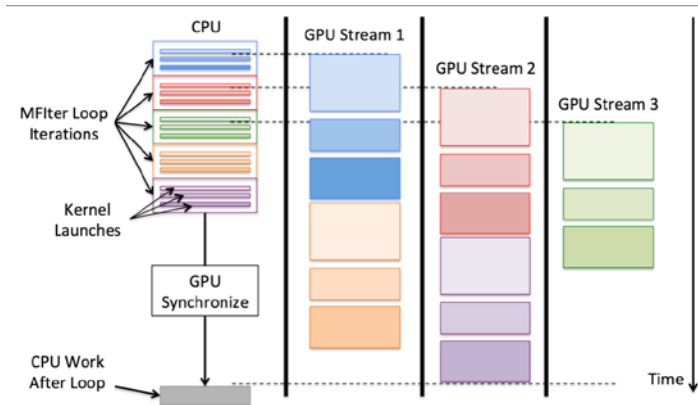 CPU
GPU Stream 1
GPU Stream 2
GPU Stream 3
MFIter Loop
Iterations
Kernel
Launches
GPU
Synchronize
CPU Work
After Loop
Time